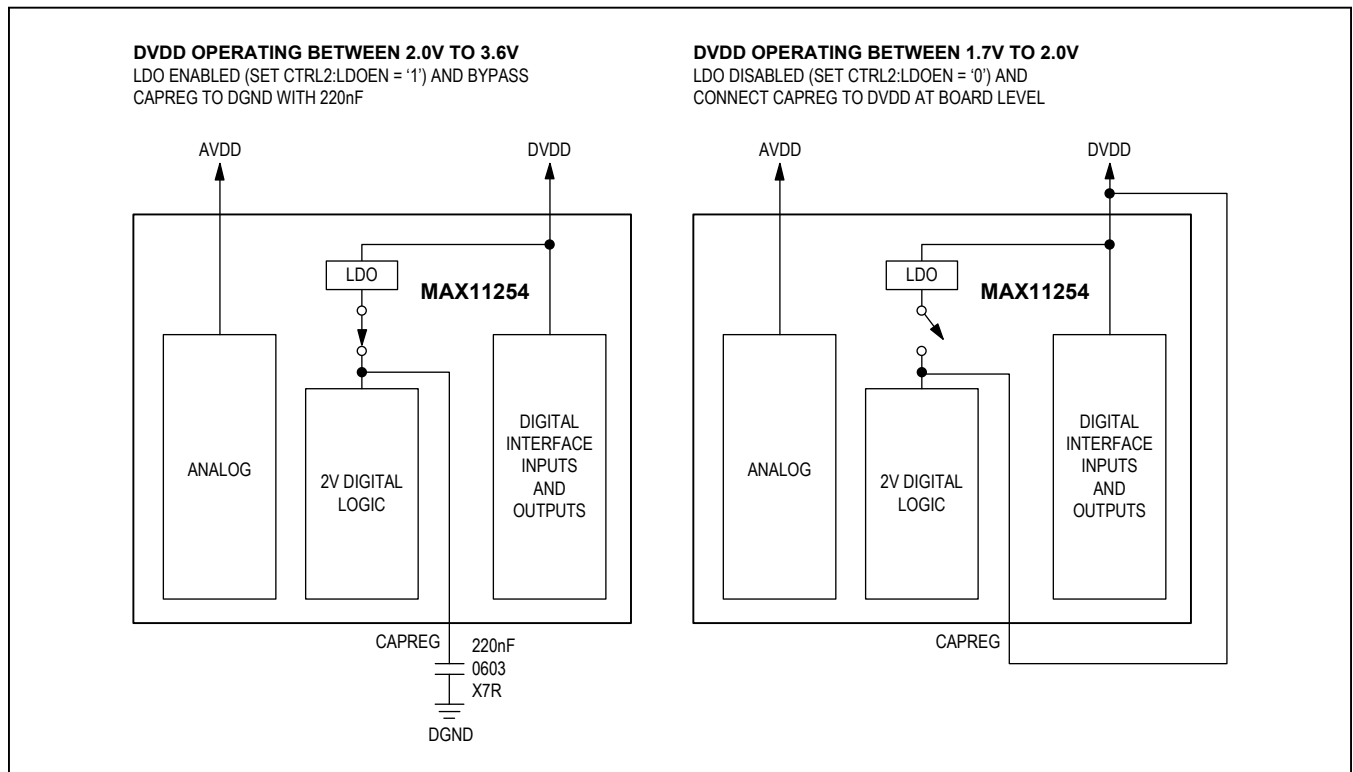 DVDD OPERATING BETWEEN 2.0V TO 3.6V
LDO ENABLED (SET CTRL2:LDOEN = ‘1’) AND BYPASS
CAPREG TO DGND WITH 220nF
AVDD
DVDD
LDO
MAX11254
ANALOG
2V DIGITAL
LOGIC
DIGITAL
INTERFACE
INPUTS
AND
OUTPUTS
CAPREG
220nF
0603
X7R
DGND
DVDD OPERATING BETWEEN 1.7V TO 2.0V
LDO DISABLED (SET CTRL2:LDOEN = ‘0’) AND
CONNECT CAPREG TO DVDD AT BOARD LEVEL
AVDD
DVDD
LDO
MAX11254
ANALOG
2V DIGITAL
LOGIC
DIGITAL
INTERFACE
INPUTS
AND
OUTPUTS
CAPREG